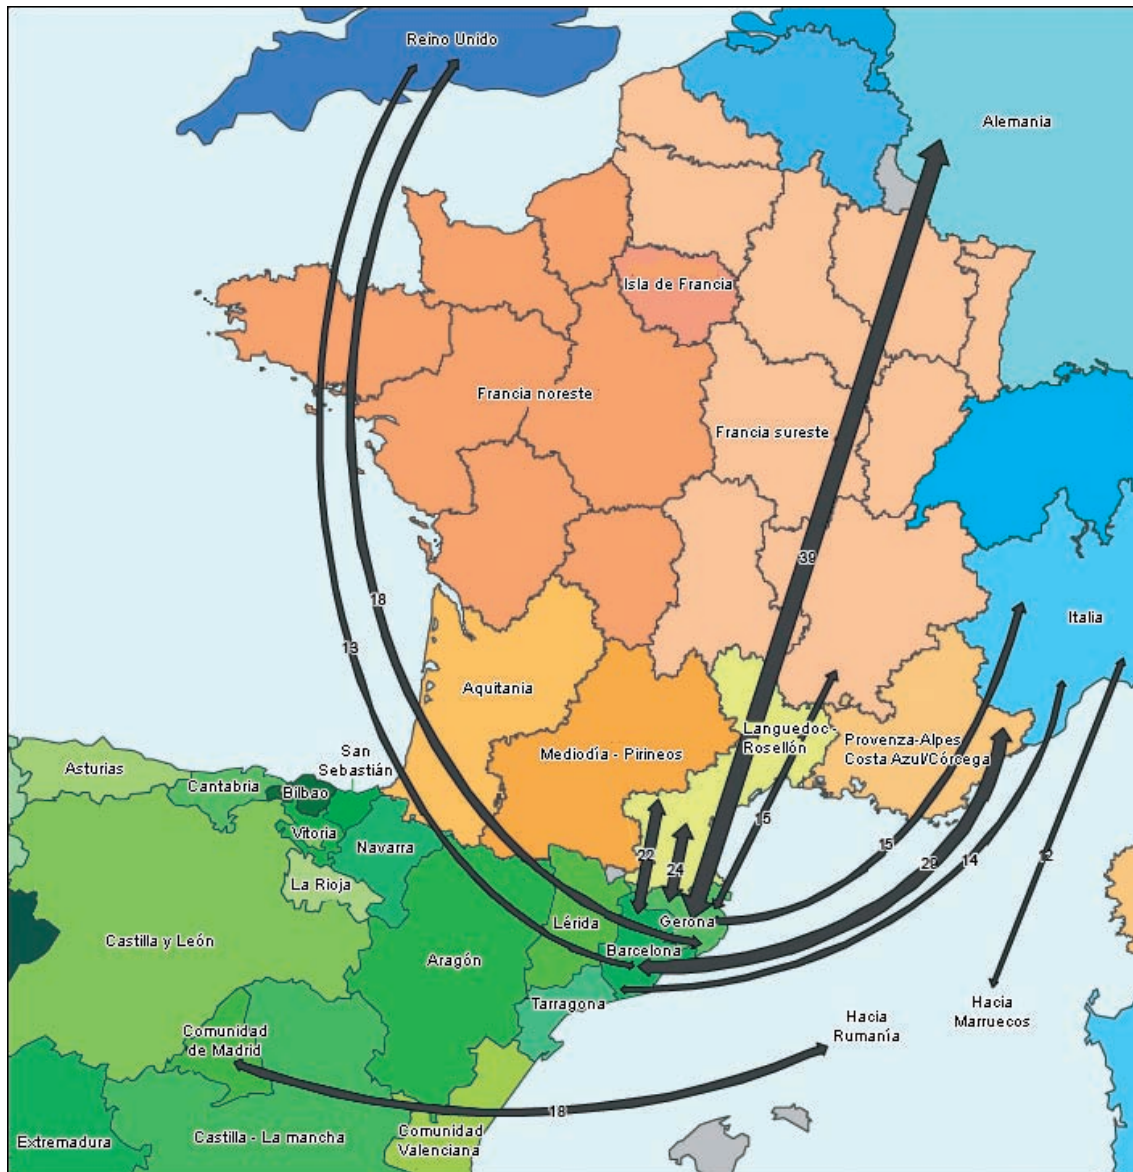 Reino Unido
Alemania
Isla de Francia
Francia noreste
Francia sureste
39
18
Italia
13
Aquitania
Languedoc-
Rosellón
Provenza-Alpes
Costa Azul/Córcega
Mediodía - Pirineos
San
Sebastián
Asturias
Cantabria
Bilbao
Vitoria
Navarra
15
15
22
24
29
14
12
La Rioja
Lérida
Gerona
Castilla y León
Aragón
Barcelona
Tarragona
Hacia
Marruecos
Hacia
Rumanía
Comunidad
de Madrid
18
Extremadura
Castilla - La mancha
Comunidad
Valenciana